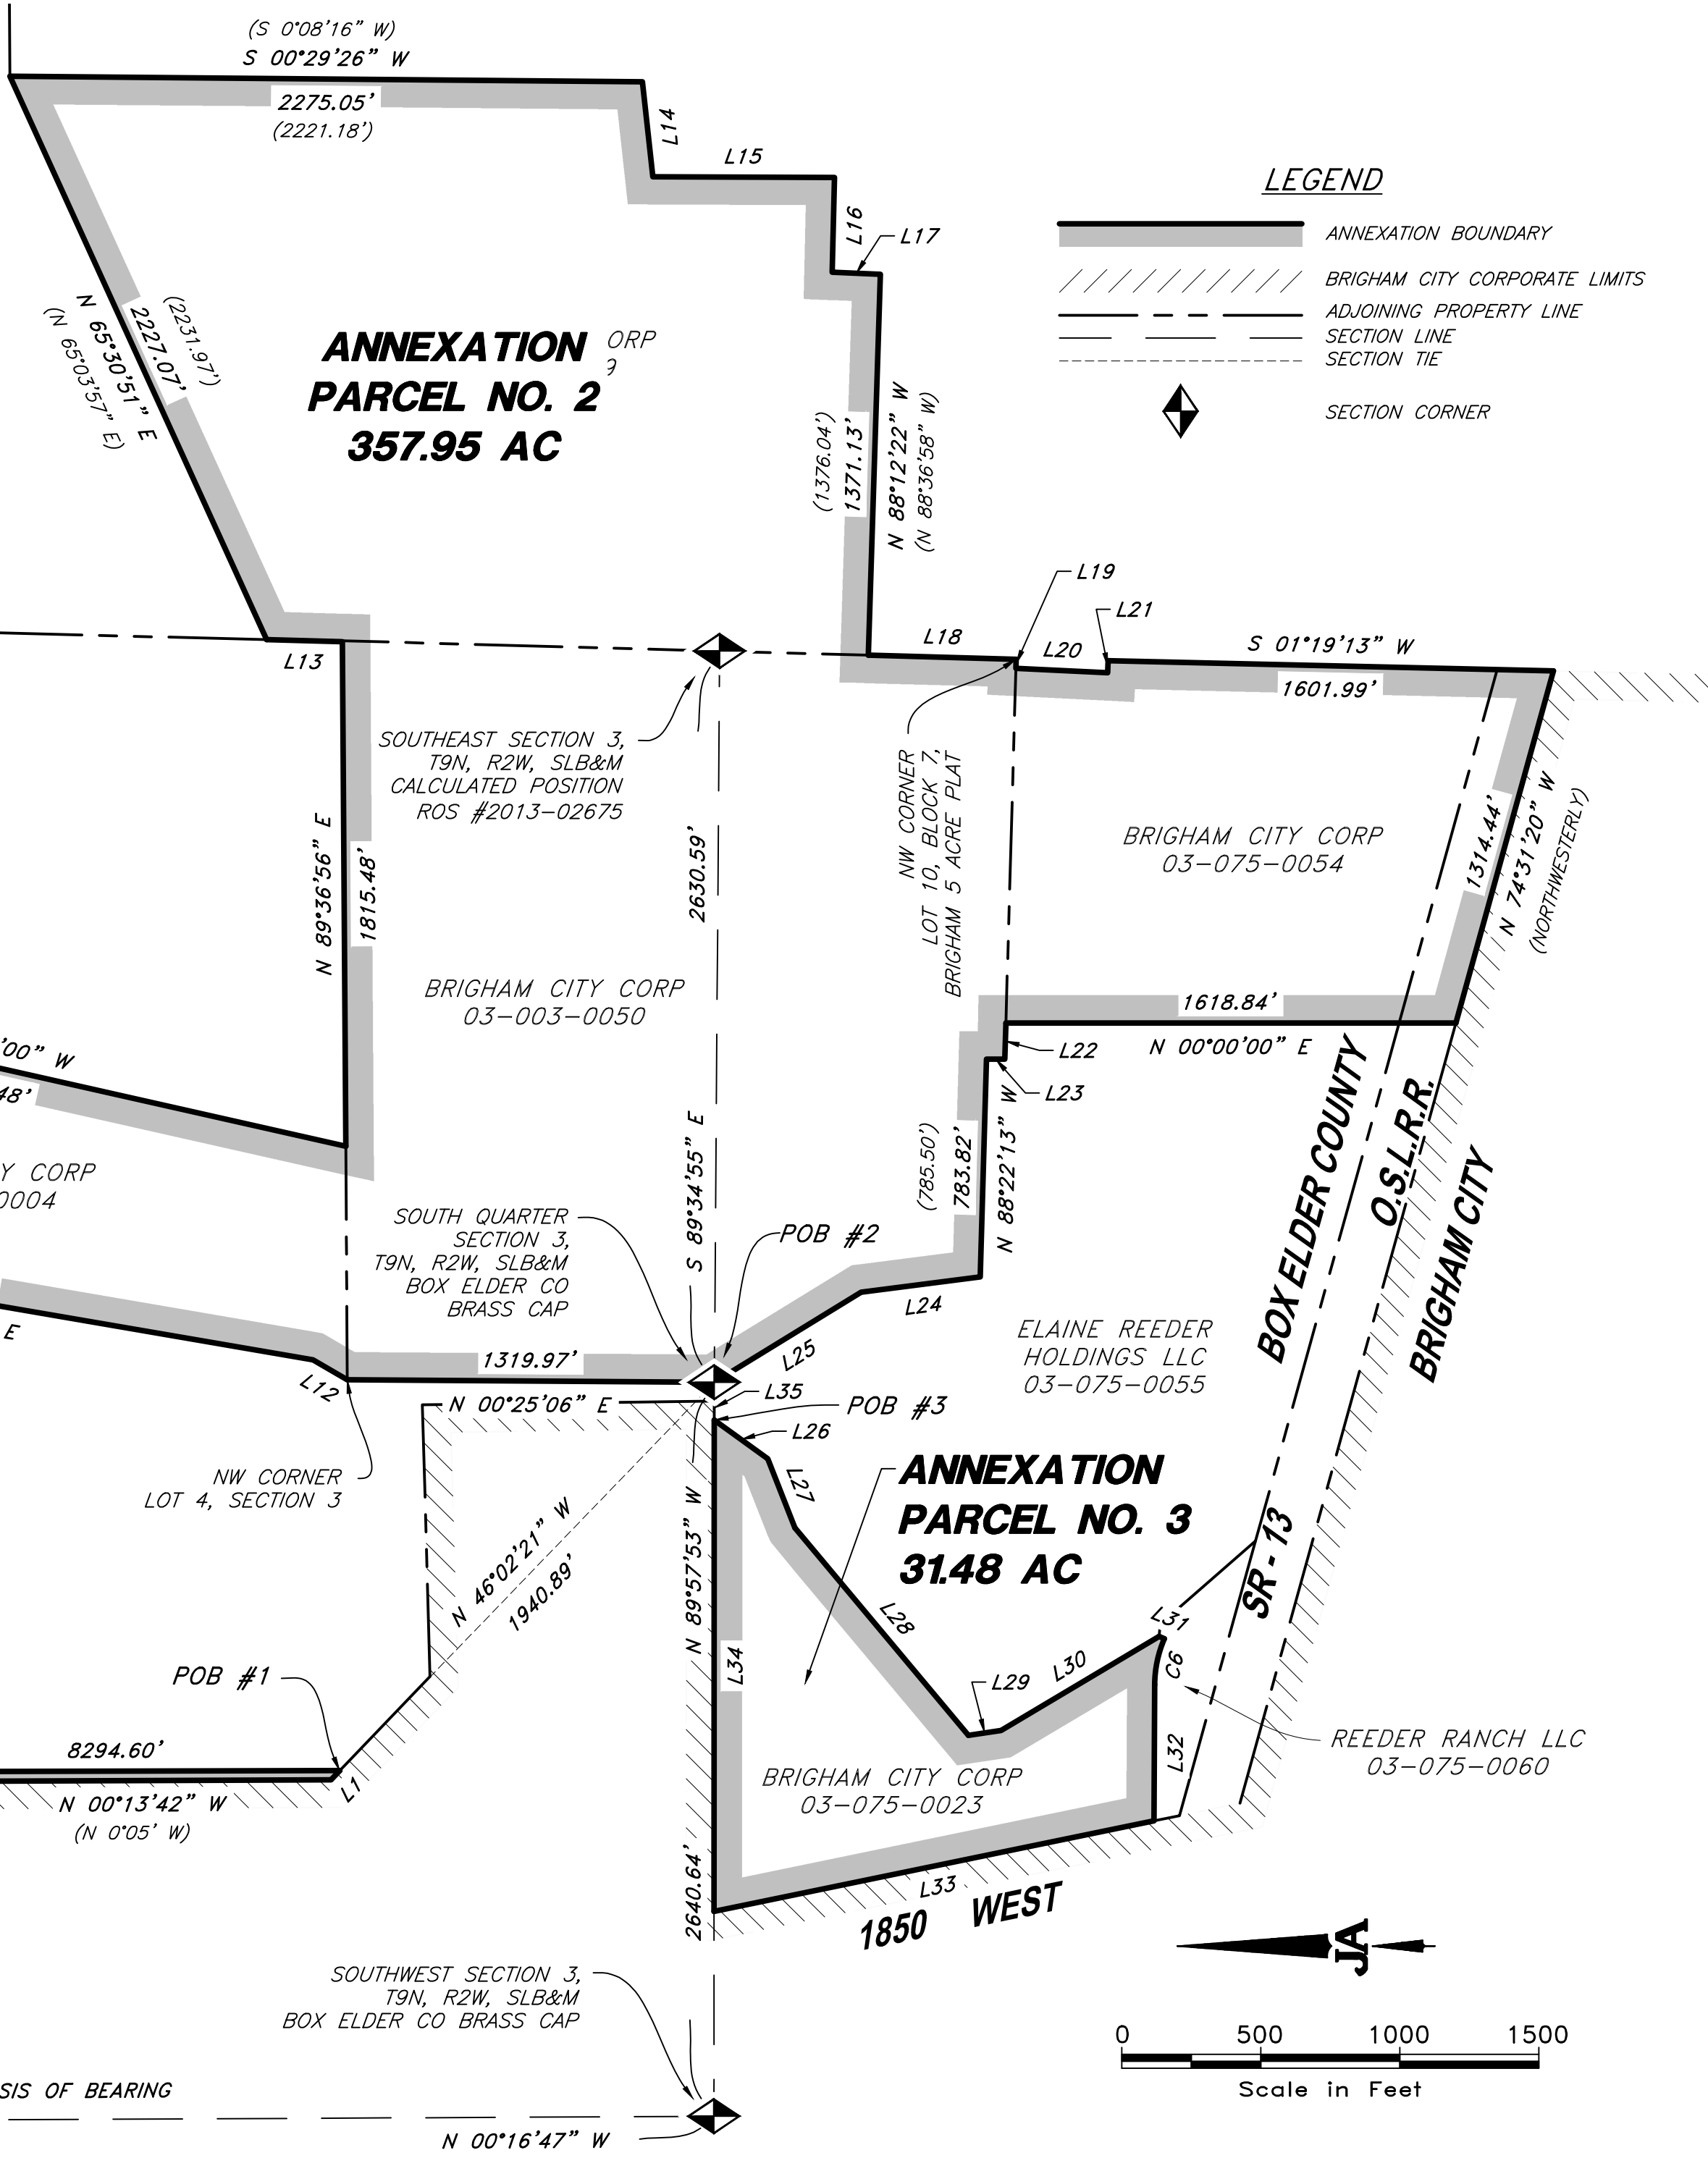 (S 0°08'16" W)
S 00°29'26" W
2275.05'
(2221.18')
L14
L15
L16
L17
LEGEND
ANNEXATION BOUNDARY
BRIGHAM CITY CORPORATE LIMITS
ADJOINING PROPERTY LINE
SECTION LINE
SECTION TIE
SECTION CORNER
(2231.97')
2227.07'
N 65°30'51" E
(N 65°03'57" E)
ANNEXATION
PARCEL NO. 2
357.95 AC
ORP
9
(1376.04')
1371.13'
N 88°12'22" W
(N 88°36'58" W)
L13
L18
L19
L20
L21
S 01°19'13" W
1601.99'
SOUTHEAST SECTION 3,
T9N, R2W, SLB&M
CALCULATED POSITION
ROS #2013-02675
NW CORNER
LOT 10, BLOCK 7,
BRIGHAM 5 ACRE PLAT
1314.44'
N 74°31'20" W
(NORTHWESTERLY)
BRIGHAM CITY CORP
03-075-0054
N 89°36'56" E
1815.48'
2630.59'
S 89°34'55" E
BRIGHAM CITY CORP
03-003-0050
1618.84'
N 00°00'00" E
L22
L23
'00" W
48'
Y CORP
0004
E
(785.50')
783.82'
N 88°22'13" W
SOUTH QUARTER
SECTION 3,
T9N, R2W, SLB&M
BOX ELDER CO
BRASS CAP
POB #2
L24
L25
BOX ELDER COUNTY
O.S.L.R.R.
BRIGHAM CITY
ELAINE REEDER
HOLDINGS LLC
03-075-0055
1319.97'
L12
N 00°25'06" E
L35
POB #3
L26
L27
NW CORNER
LOT 4, SECTION 3
ANNEXATION
PARCEL NO. 3
31.48 AC
N 46°02'21" W
1940.89'
N 89°57'53" W
2640.64'
L34
L28
L29
L30
L31
C6
L32
L33
SR-13
POB #1
8294.60'
L1
N 00°13'42" W
(N 0°05' W)
BRIGHAM CITY CORP
03-075-0023
REEDER RANCH LLC
03-075-0060
1850 WEST
JA
SOUTHWEST SECTION 3,
T9N, R2W, SLB&M
BOX ELDER CO BRASS CAP
SIS OF BEARING
N 00°16'47" W
0 500 1000 1500
Scale in Feet